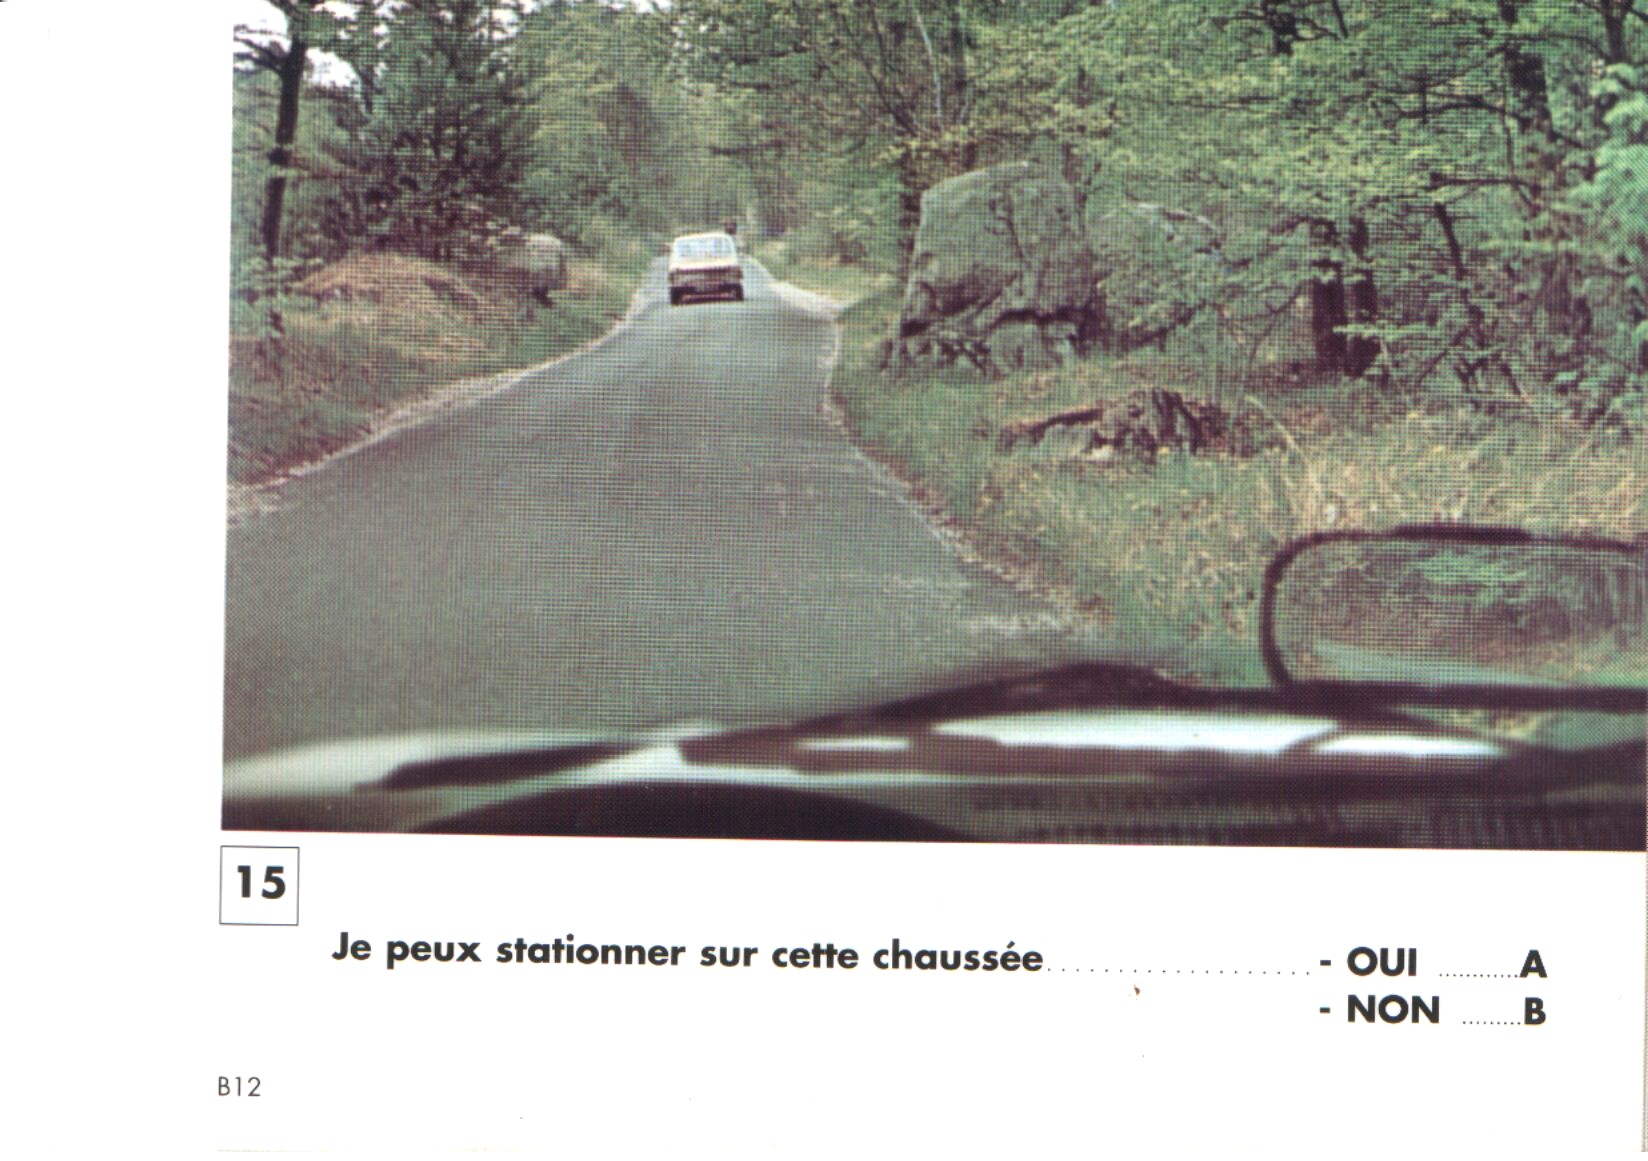 15
Je peux stationner sur cette chaussée.................. - OUI ...........A
- NON .........B
B12